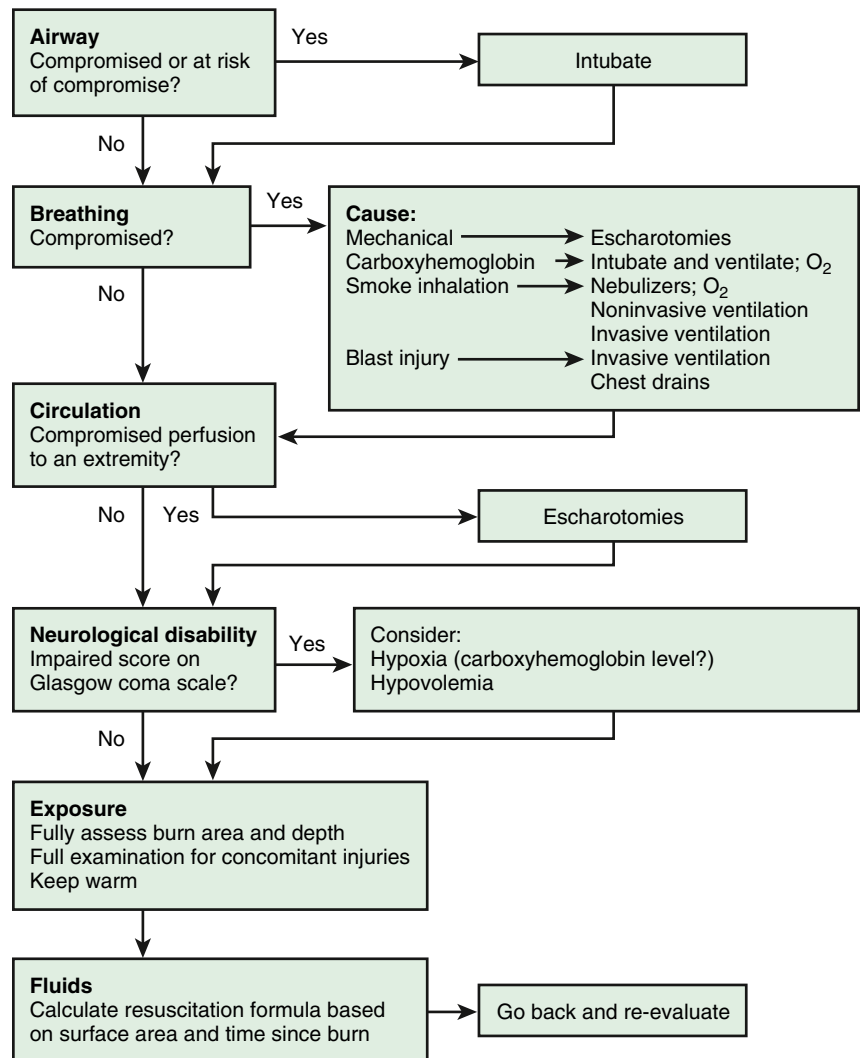 Airway
Compromised or at risk
of compromise?
Yes
Intubate
No
Breathing
Compromised?
Yes
Cause:
Mechanical Escharotomies
Carboxyhemoglobin Intubate and ventilate; O₂
Smoke inhalation Nebulizers; O₂
Noninvasive ventilation
Invasive ventilation
Blast injury Invasive ventilation
Chest drains
No
Circulation
Compromised perfusion
to an extremity?
No Yes
Escharotomies
Neurological disability
Impaired score on
Glasgow coma scale?
Yes
Consider:
Hypoxia (carboxyhemoglobin level?)
Hypovolemia
No
Exposure
Fully assess burn area and depth
Full examination for concomitant injuries
Keep warm
Fluids
Calculate resuscitation formula based
on surface area and time since burn
Go back and re-evaluate